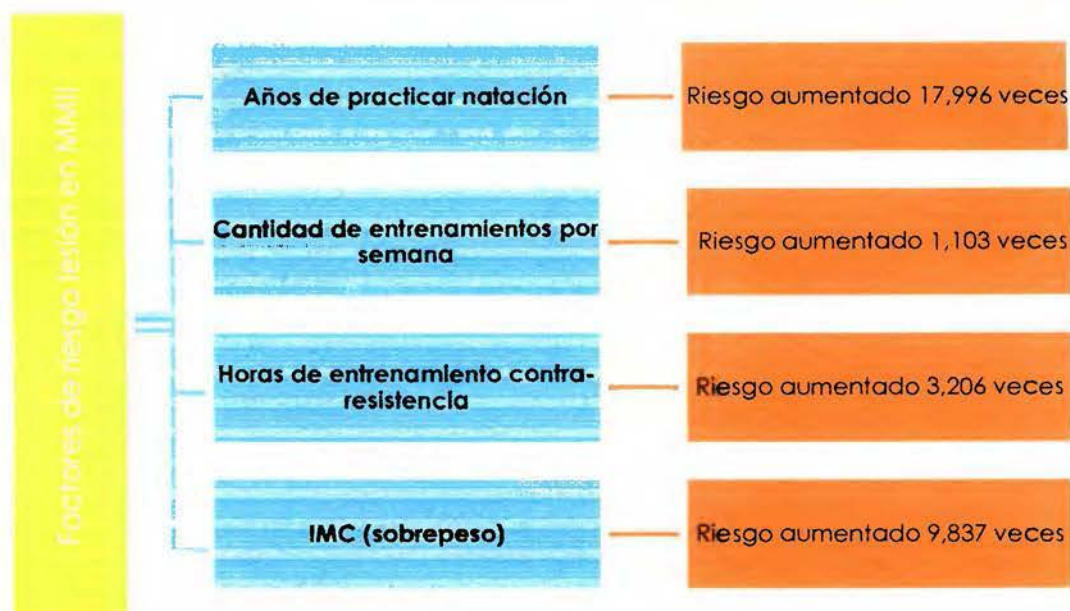 Factores de riesgo lesión en MMII
Años de practicar natación
Riesgo aumentado 17,996 veces
Cantidad de entrenamientos por
semana
Riesgo aumentado 1,103 veces
Horas de entrenamiento contra-
resistencia
Riesgo aumentado 3,206 veces
IMC (sobrepeso)
Riesgo aumentado 9,837 veces